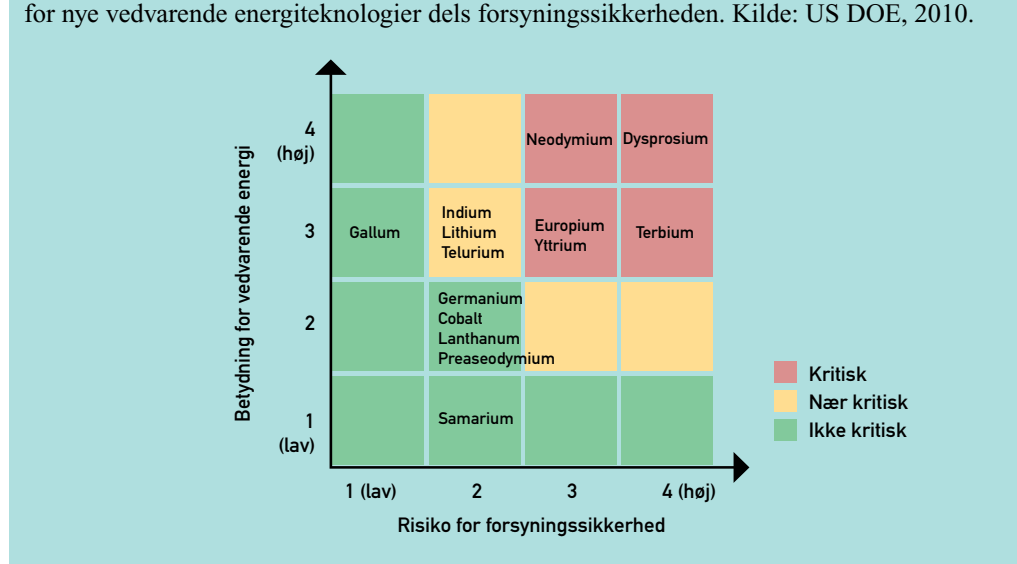 for nye vedvarende energiteknologier dels forsyningssikkerheden. Kilde: US DOE, 2010.
Betydning for vedvarende energi
4
(høj)
Neodymium
Dysprosium
3
Gallum
Indium
Lithium
Telurium
Europium
Yttrium
Terbium
2
Germanium
Cobalt
Lanthanum
Preaseodymium
1
(lav)
Samarium
Kritisk
Nær kritisk
Ikke kritisk
1 (lav)
2
3
4 (høj)
Risiko for forsyningssikkerhed